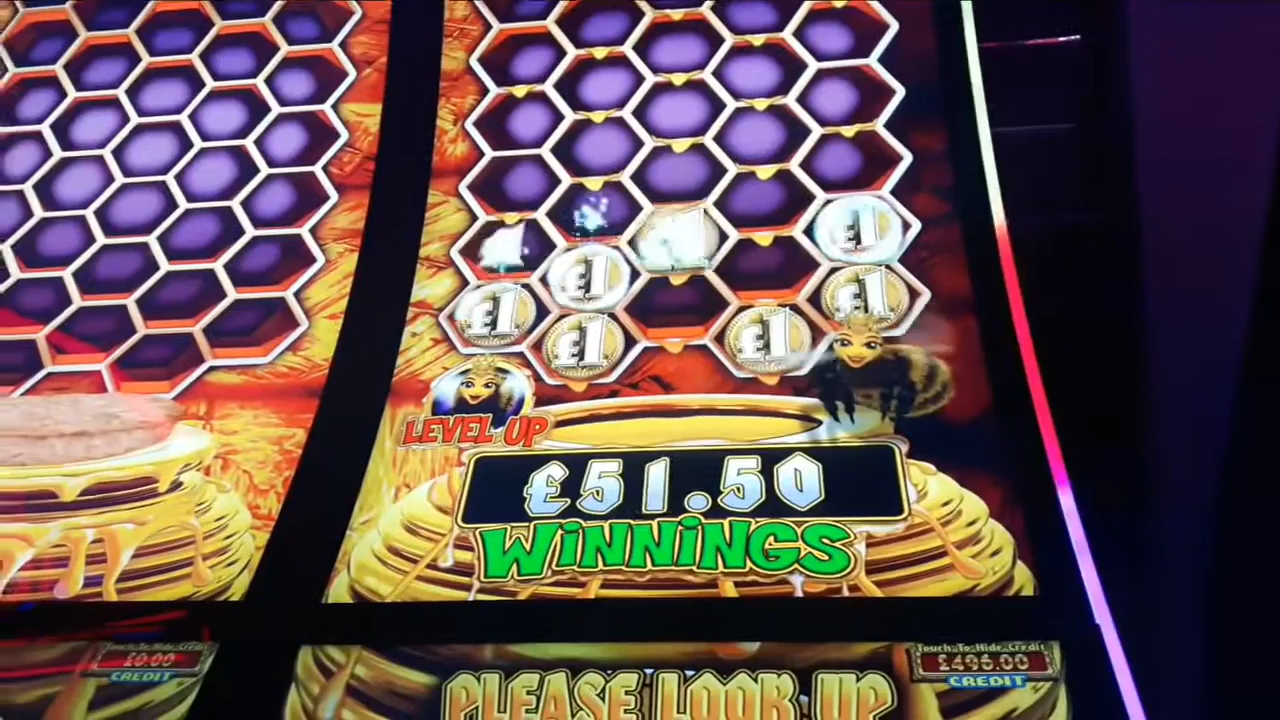 £1
£1
£1
£1
£1
£1
LEVEL UP
£51.50
WINNINGS
Touch To Hide Credit
£0.00
CREDIT
Touch To Hide Credit
£496.00
CREDIT
PLEASE LOOK UP